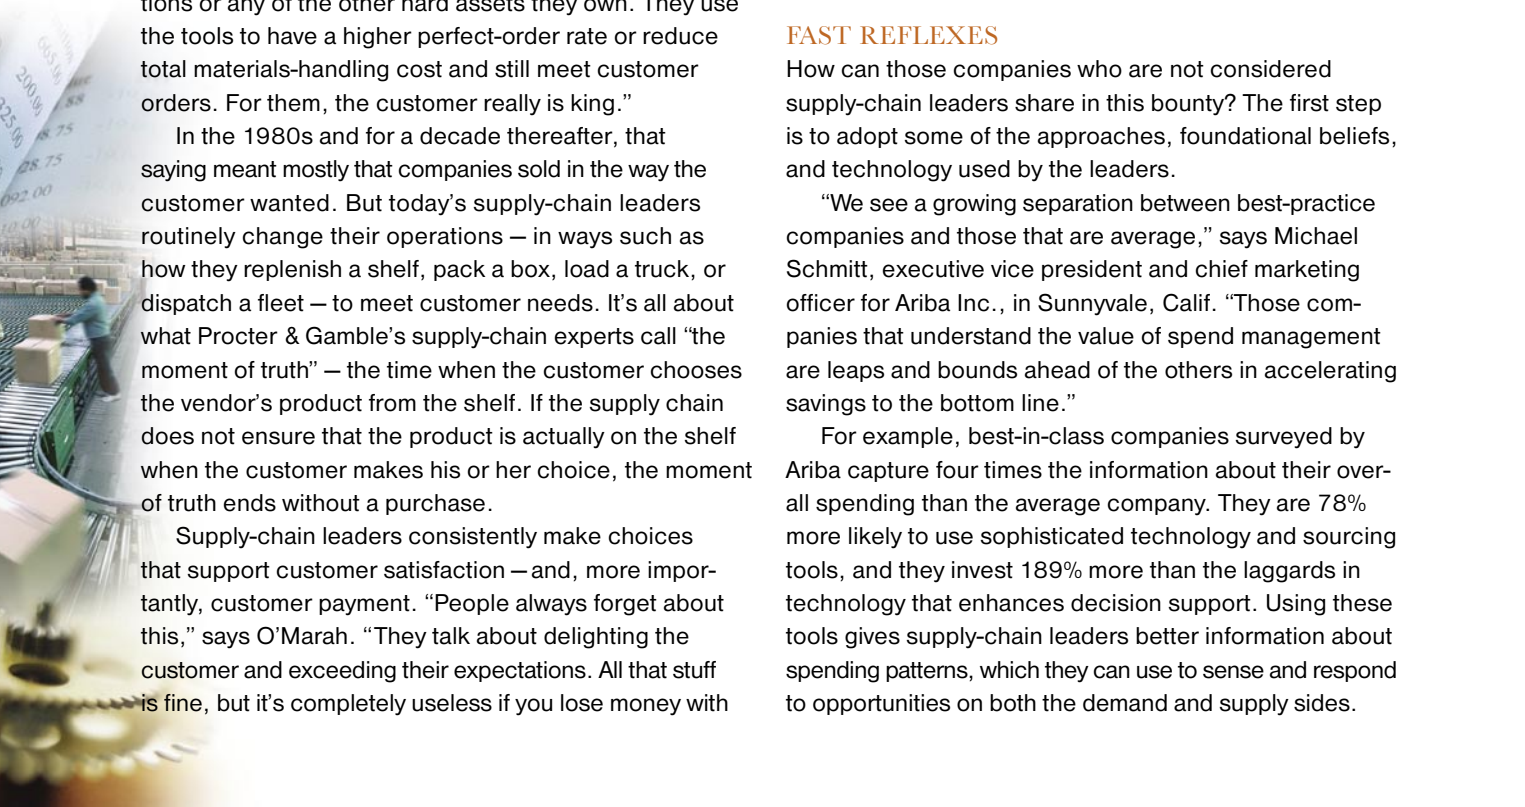 tions or any of the other hard assets they own. They use
the tools to have a higher perfect-order rate or reduce
total materials-handling cost and still meet customer
orders. For them, the customer really is king.”
In the 1980s and for a decade thereafter, that
saying meant mostly that companies sold in the way the
customer wanted. But today’s supply-chain leaders
routinely change their operations — in ways such as
how they replenish a shelf, pack a box, load a truck, or
dispatch a fleet — to meet customer needs. It’s all about
what Procter & Gamble’s supply-chain experts call “the
moment of truth” — the time when the customer chooses
the vendor’s product from the shelf. If the supply chain
does not ensure that the product is actually on the shelf
when the customer makes his or her choice, the moment
of truth ends without a purchase.
Supply-chain leaders consistently make choices
that support customer satisfaction — and, more impor-
tantly, customer payment. “People always forget about
this,” says O’Marah. “They talk about delighting the
customer and exceeding their expectations. All that stuff
is fine, but it’s completely useless if you lose money with
FAST REFLEXES
How can those companies who are not considered
supply-chain leaders share in this bounty? The first step
is to adopt some of the approaches, foundational beliefs,
and technology used by the leaders.
“We see a growing separation between best-practice
companies and those that are average,” says Michael
Schmitt, executive vice president and chief marketing
officer for Ariba Inc., in Sunnyvale, Calif. “Those com-
panies that understand the value of spend management
are leaps and bounds ahead of the others in accelerating
savings to the bottom line.”
For example, best-in-class companies surveyed by
Ariba capture four times the information about their over-
all spending than the average company. They are 78%
more likely to use sophisticated technology and sourcing
tools, and they invest 189% more than the laggards in
technology that enhances decision support. Using these
tools gives supply-chain leaders better information about
spending patterns, which they can use to sense and respond
to opportunities on both the demand and supply sides.
665.00
200.00
325.00
.88
8.75
28.75
092.00